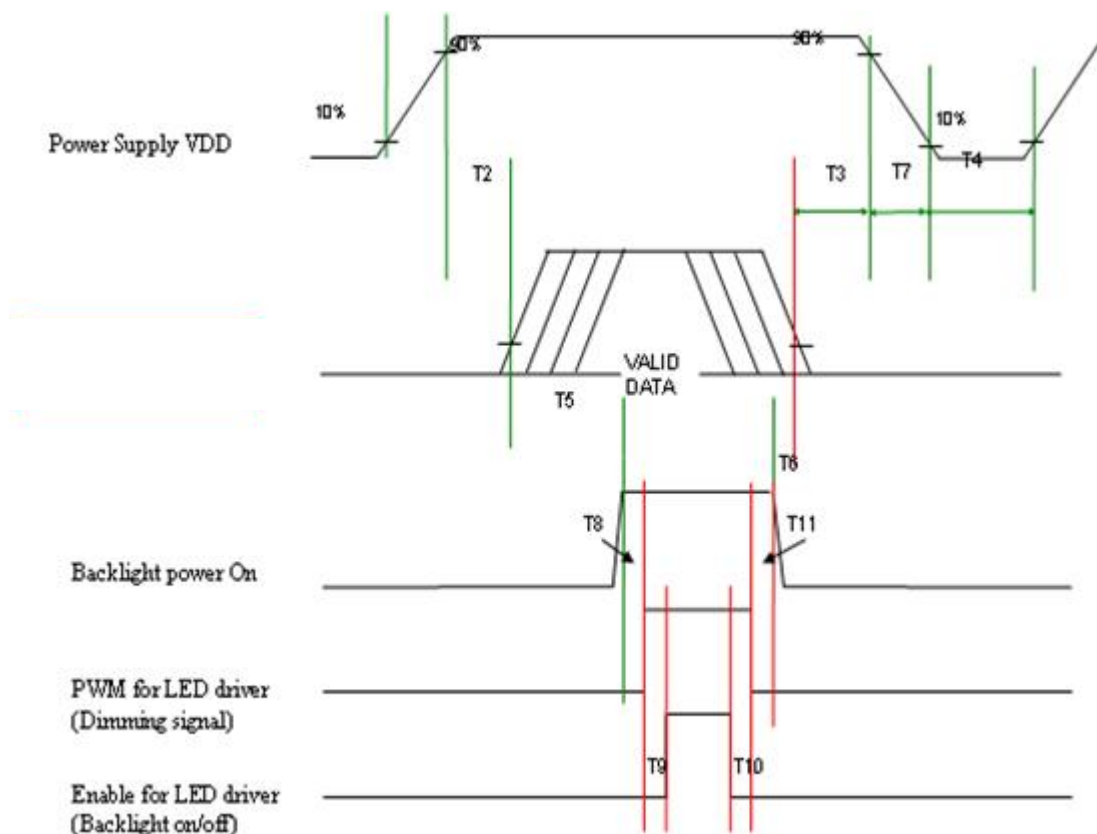 90%
90%
10%
10%
Power Supply VDD
T2
T3
T7
T4
VALID
DATA
T5
T6
T8
T11
Backlight power On
PWM for LED driver
(Dimming signal)
T9
T10
Enable for LED driver
(Backlight on/off)